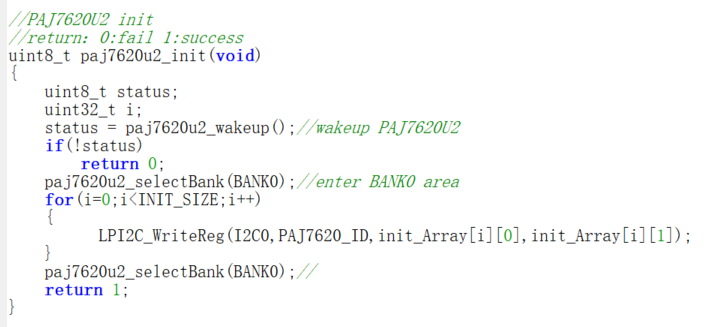 //PAJ7620U2 init
//return: 0:fail 1:success
uint8_t paj7620u2_init(void)
{
    uint8_t status;
    uint32_t i;
    status = paj7620u2_wakeup();//wakeup PAJ7620U2
    if(!status)
        return 0;
    paj7620u2_selectBank(BANK0);//enter BANK0 area
    for(i=0;i<INIT_SIZE;i++)
    {
         LPI2C_WriteReg(I2C0,PAJ7620_ID,init_Array[i][0],init_Array[i][1]);
    }
    paj7620u2_selectBank(BANK0);//
    return 1;
}